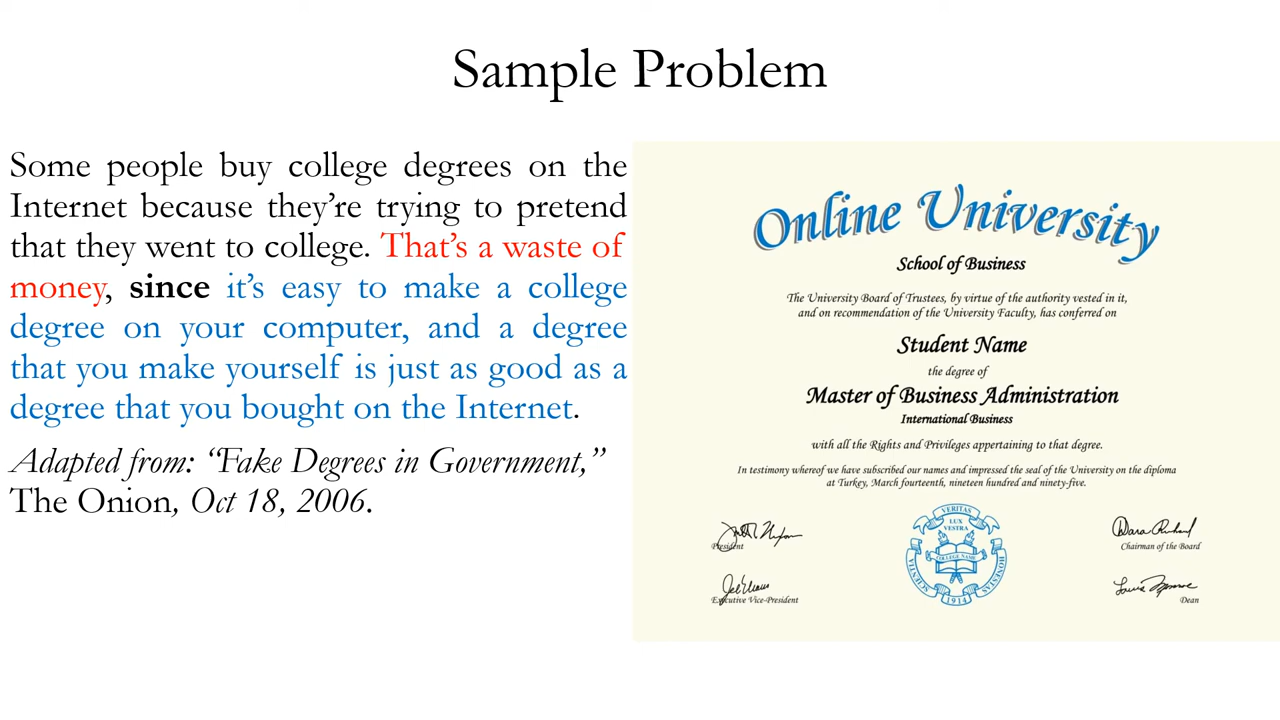 Sample Problem
Some people buy college degrees on the
Internet because they're trying to pretend
that they went to college. That's a waste of
money, since it's easy to make a college
degree on your computer, and a degree
that you make yourself is just as good as a
degree that you bought on the Internet.
Adapted from: “Fake Degrees in Government,”
The Onion, Oct 18, 2006.
Online University
School of Business
The University Board of Trustees, by virtue of the authority vested in it,
and on recommendation of the University Faculty, has conferred on
Student Name
the degree of
Master of Business Administration
International Business
with all the Rights and Privileges appertaining to that degree.
In testimony whereof we have subscribed our names and impressed the seal of the University on the diploma
at Turkey, March fourteenth, nineteen hundred and ninety-five.
President
Chairman of the Board
Executive Vice-President
Dean
VERITAS
LUX
VESTRA
COLLEGE NAME
SCIENTIA
HONESTAS
1914